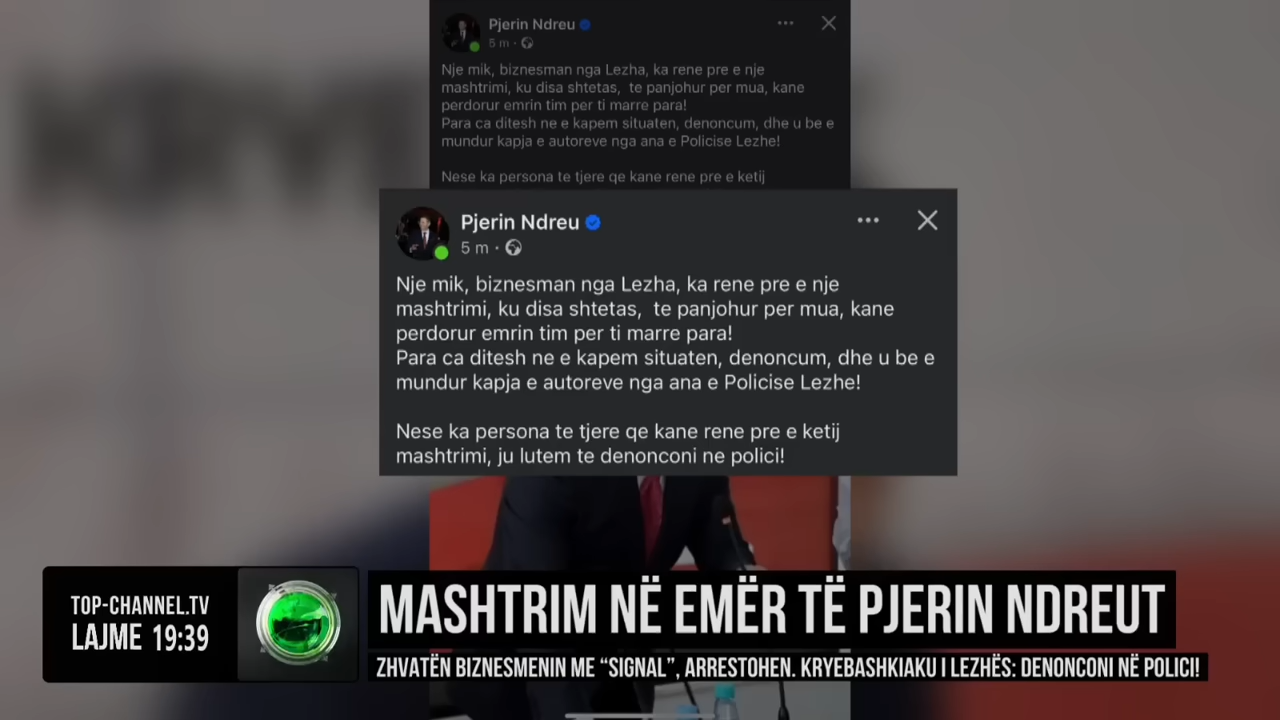 Pjerin Ndreu
5 m ·
Nje mik, biznesman nga Lezha, ka rene pre e nje
mashtrimi, ku disa shtetas, te panjohur per mua, kane
perdorur emrin tim per ti marre para!
Para ca ditesh ne e kapem situaten, denoncum, dhe u be e
mundur kapja e autoreve nga ana e Policise Lezhe!
Nese ka persona te tjere qe kane rene pre e ketij
Pjerin Ndreu
5 m ·
Nje mik, biznesman nga Lezha, ka rene pre e nje
mashtrimi, ku disa shtetas, te panjohur per mua, kane
perdorur emrin tim per ti marre para!
Para ca ditesh ne e kapem situaten, denoncum, dhe u be e
mundur kapja e autoreve nga ana e Policise Lezhe!
Nese ka persona te tjere qe kane rene pre e ketij
mashtrimi, ju lutem te denonconi ne polici!
TOP-CHANNEL.TV
LAJME 19:39
MASHTRIM NË EMËR TË PJERIN NDREUT
ZHVATËN BIZNESMENIN ME “SIGNAL”, ARRESTOHEN. KRYEBASHKIAKU I LEZHËS: DENONCONI NË POLICI!